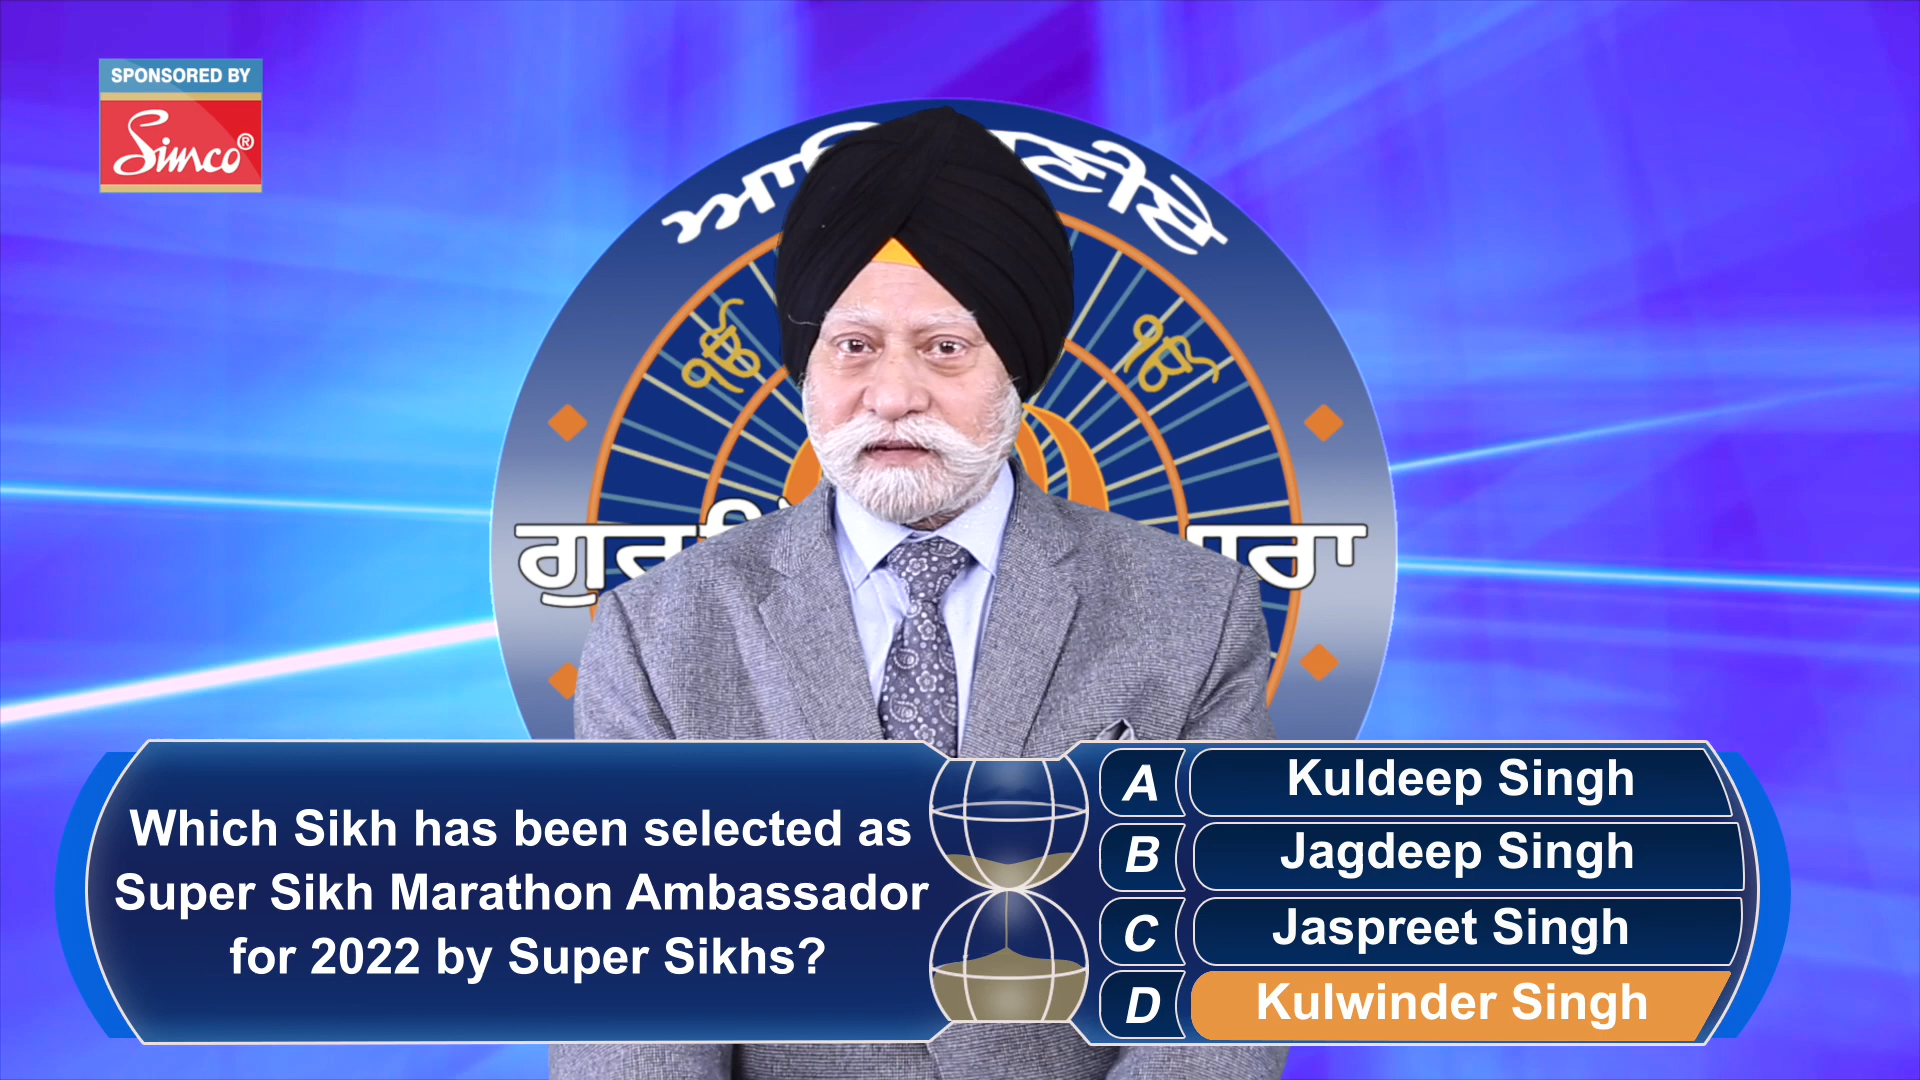 SPONSORED BY
Simco®
Which Sikh has been selected as
Super Sikh Marathon Ambassador
for 2022 by Super Sikhs?
A Kuldeep Singh
B Jagdeep Singh
C Jaspreet Singh
D Kulwinder Singh